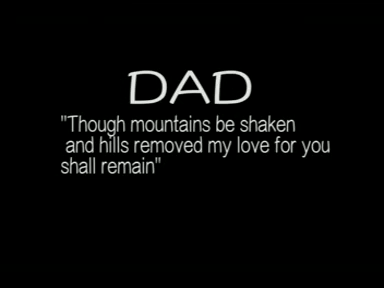 DAD
"Though mountains be shaken
and hills removed my love for you
shall remain"